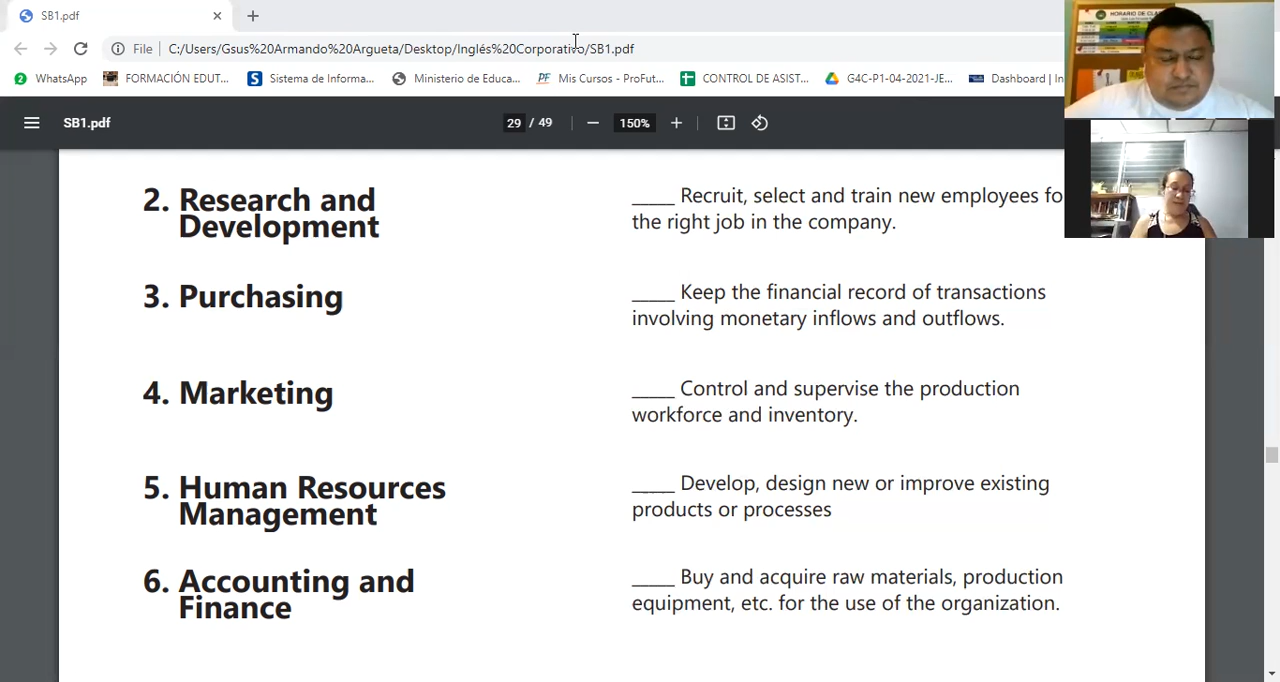 SB1.pdf
File
C:/Users/Gsus%20Armando%20Argueta/Desktop/Inglés%20Corporativo/SB1.pdf
WhatsApp
FORMACIÓN EDUT...
Sistema de Informa...
Ministerio de Educa...
Mis Cursos - ProFut...
CONTROL DE ASIST...
G4C-P1-04-2021-JE...
Dashboard | In
SB1.pdf
29 / 49
150%
2. Research and
Development
_____ Recruit, select and train new employees fo
the right job in the company.
3. Purchasing
_____ Keep the financial record of transactions
involving monetary inflows and outflows.
4. Marketing
_____ Control and supervise the production
workforce and inventory.
5. Human Resources
Management
_____ Develop, design new or improve existing
products or processes
6. Accounting and
Finance
_____ Buy and acquire raw materials, production
equipment, etc. for the use of the organization.